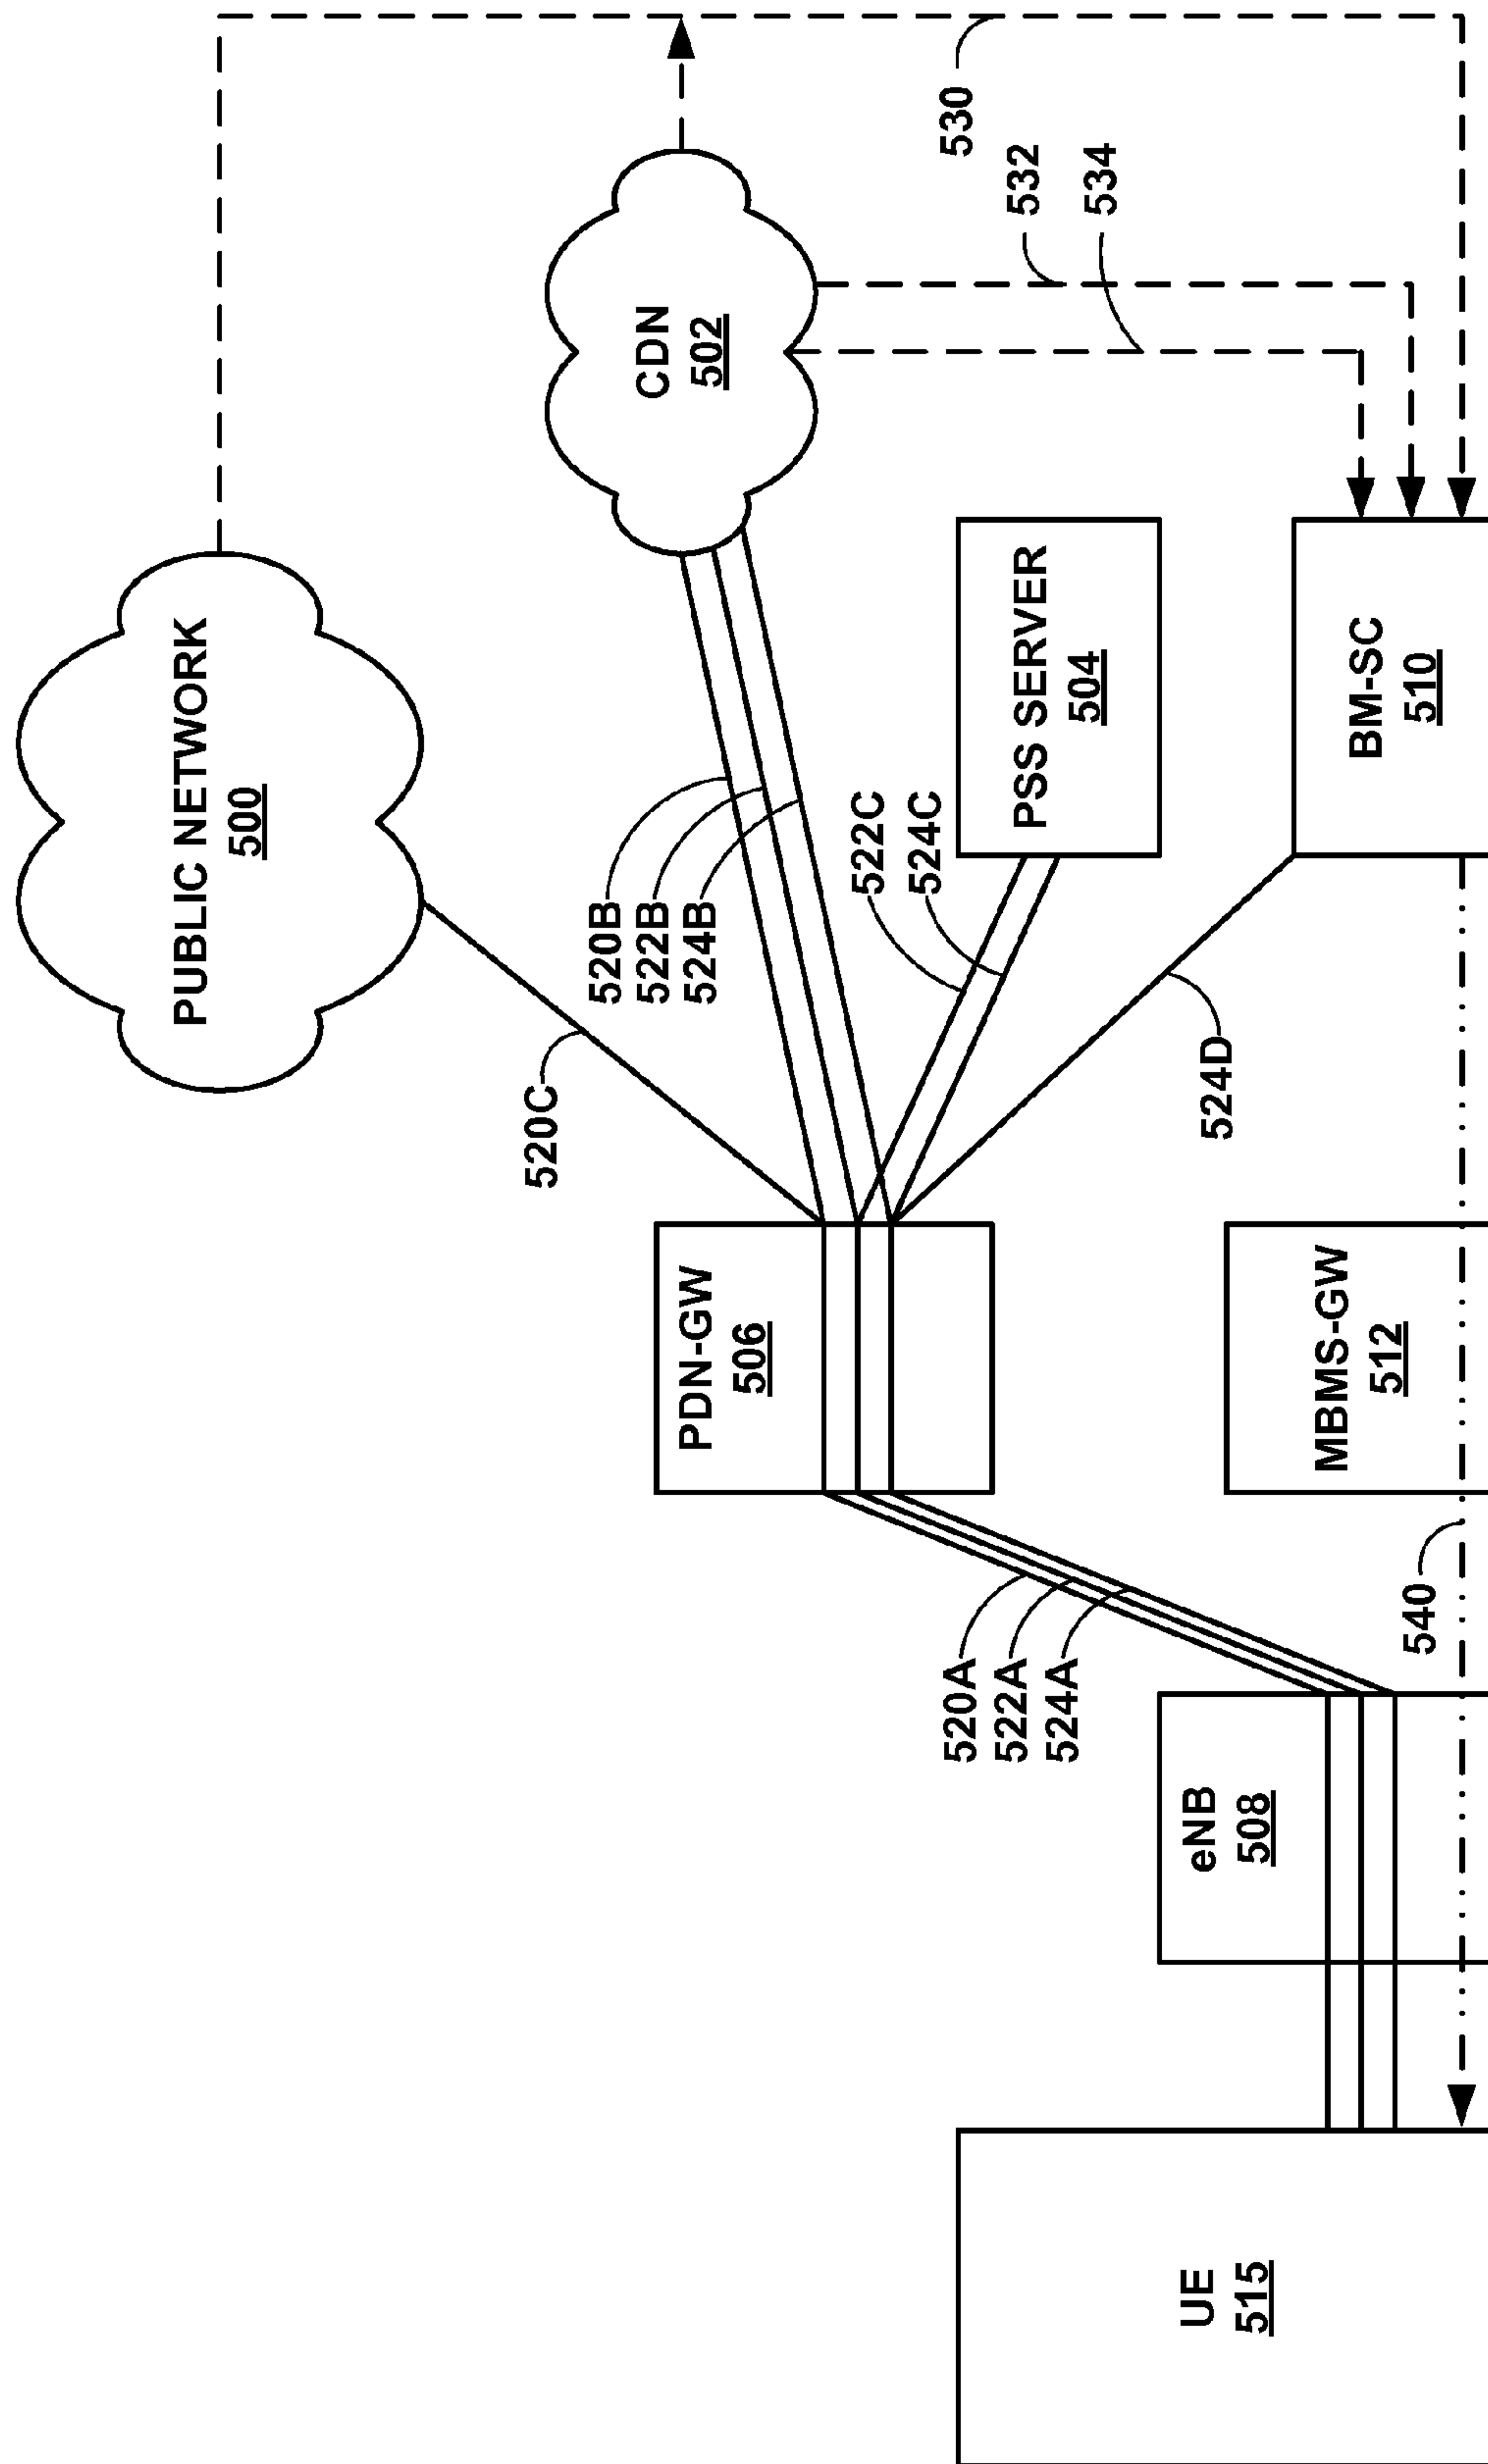 PUBLIC NETWORK
500
CDN
502
530
532
534
520C
520B
522B
524B
522C
524C
PSS SERVER
504
PDN-GW
506
524D
BM-SC
510
520A
522A
524A
MBMS-GW
512
540
eNB
508
UE
515